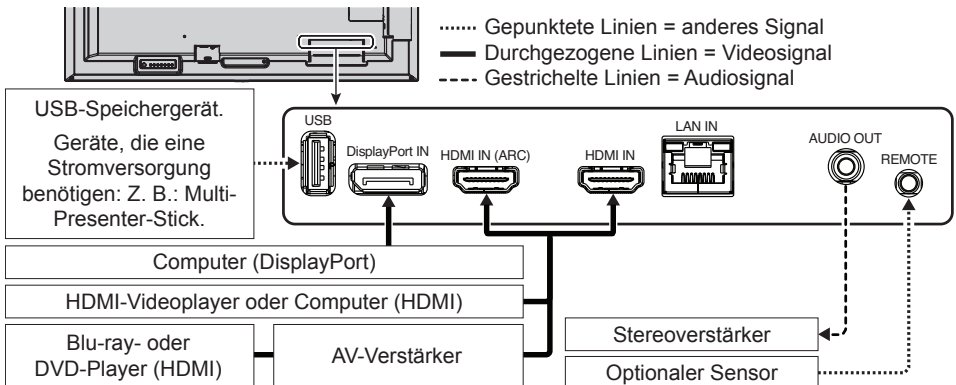 Gepunktete Linien = anderes Signal
Durchgezogene Linien = Videosignal
Gestrichelte Linien = Audiosignal
USB-Speichergerät.
Geräte, die eine
Stromversorgung
benötigen: Z. B.: Multi-
Presenter-Stick.
USB
DisplayPort IN
HDMI IN (ARC)
HDMI IN
LAN IN
AUDIO OUT
REMOTE
Computer (DisplayPort)
HDMI-Videoplayer oder Computer (HDMI)
Blu-ray- oder
DVD-Player (HDMI)
AV-Verstärker
Stereoverstärker
Optionaler Sensor